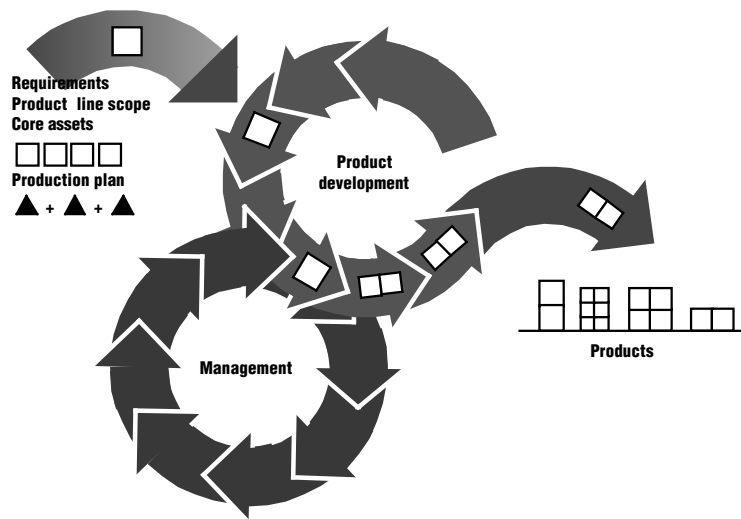 Requirements
Product line scope
Core assets
Production plan
+ +
Product
development
Management
Products